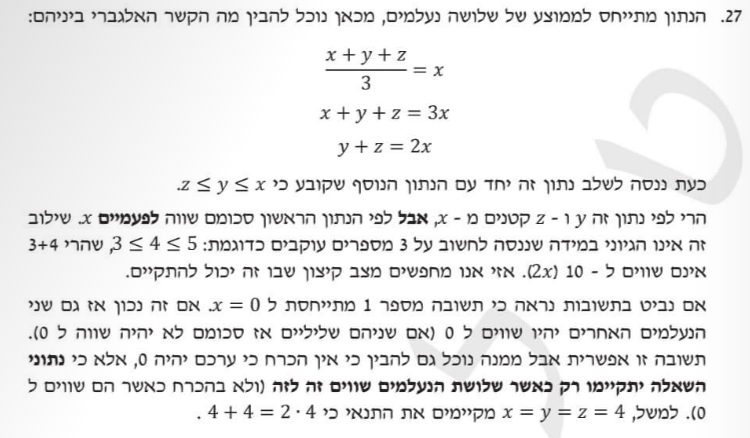 27. הנתון מתייחס לממוצע של שלושה נעלמים, מכאן נוכל להבין מה הקשר האלגברי ביניהם:
(x + y + z)/3 = x
x + y + z = 3x
y + z = 2x
כעת ננסה לשלב נתון זה יחד עם הנתון הנוסף שקובע כי z ≤ y ≤ x.
הרי לפי נתון זה y ו - z קטנים מ - x, אבל לפי הנתון הראשון סכומם שווה לפעמיים x. שילוב
זה אינו הגיוני במידה שננסה לחשוב על 3 מספרים עוקבים כדוגמת: 3 ≤ 4 ≤ 5, שהרי 3+4
אינם שווים ל - 10 (2x). אזי אנו מחפשים מצב קיצון שבו זה יכול להתקיים.
אם נביט בתשובות נראה כי תשובה מספר 1 מתייחסת ל x = 0. אם זה נכון אז גם שני
הנעלמים האחרים יהיו שווים ל 0 (אם שניהם שליליים אז סכומם לא יהיה שווה ל 0).
תשובה זו אפשרית אבל ממנה נוכל גם להבין כי אין הכרח כי ערכם יהיה 0, אלא כי נתוני
השאלה יתקיימו רק כאשר שלושת הנעלמים שווים זה לזה (ולא בהכרח כאשר הם שווים ל
0). למשל, x = y = z = 4 מקיימים את התנאי כי 4 + 4 = 2 · 4 .